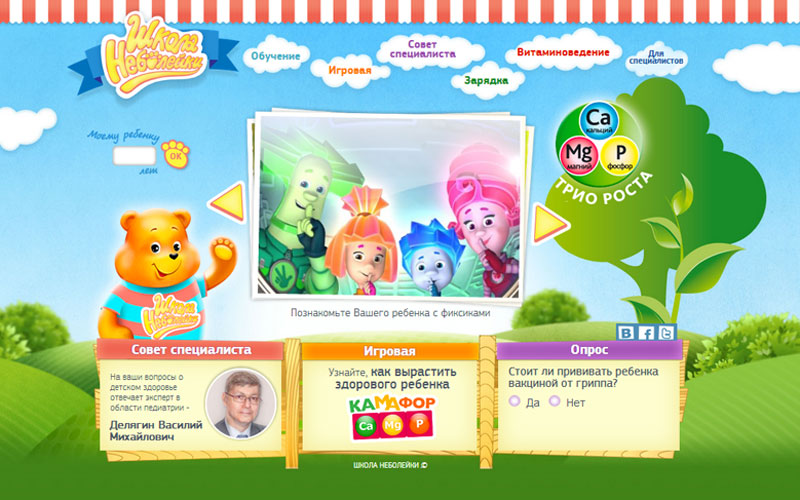 Школа
Неболейки
Обучение
Игровая
Совет
специалиста
Зарядка
Витаминоведение
Для
специалистов
Моему ребенку
лет
ОК
Ca
кальций
Mg
магний
P
фосфор
ТРИО РОСТА
Школа
Неболейки
Познакомьте Вашего ребенка с фиксиками
B f t
Совет специалиста
На ваши вопросы о
детском здоровье
отвечает эксперт в
области педиатрии -
Делягин Василий
Михайлович
Игровая
Узнайте, как вырастить
здорового ребенка
КАМАФОР
Ca Mg P
Опрос
Стоит ли прививать ребенка
вакциной от гриппа?
Да Нет
ШКОЛА НЕБОЛЕЙКИ ©